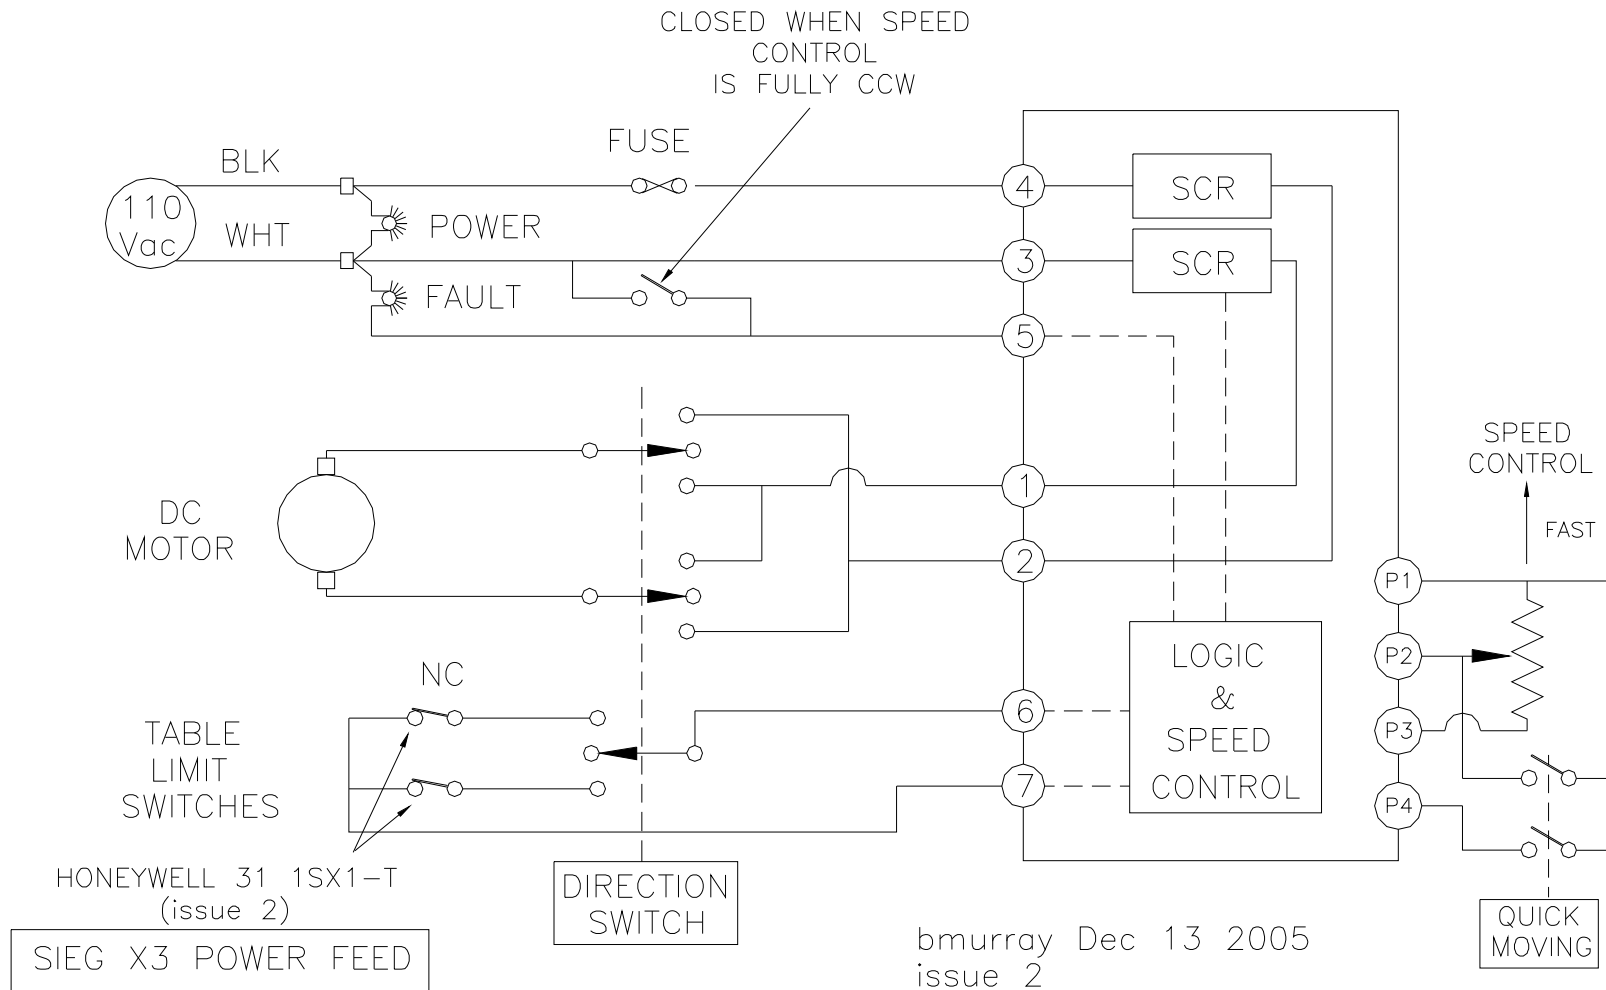 CLOSED WHEN SPEED
CONTROL
IS FULLY CCW
FUSE
BLK
110
Vac
WHT
POWER
FAULT
4
SCR
3
SCR
5
SPEED
CONTROL
FAST
DC
MOTOR
1
2
P1
P2
P3
P4
LOGIC
&
SPEED
CONTROL
6
7
NC
TABLE
LIMIT
SWITCHES
HONEYWELL 31 1SX1-T
(issue 2)
SIEG X3 POWER FEED
DIRECTION
SWITCH
bmurray Dec 13 2005
issue 2
QUICK
MOVING